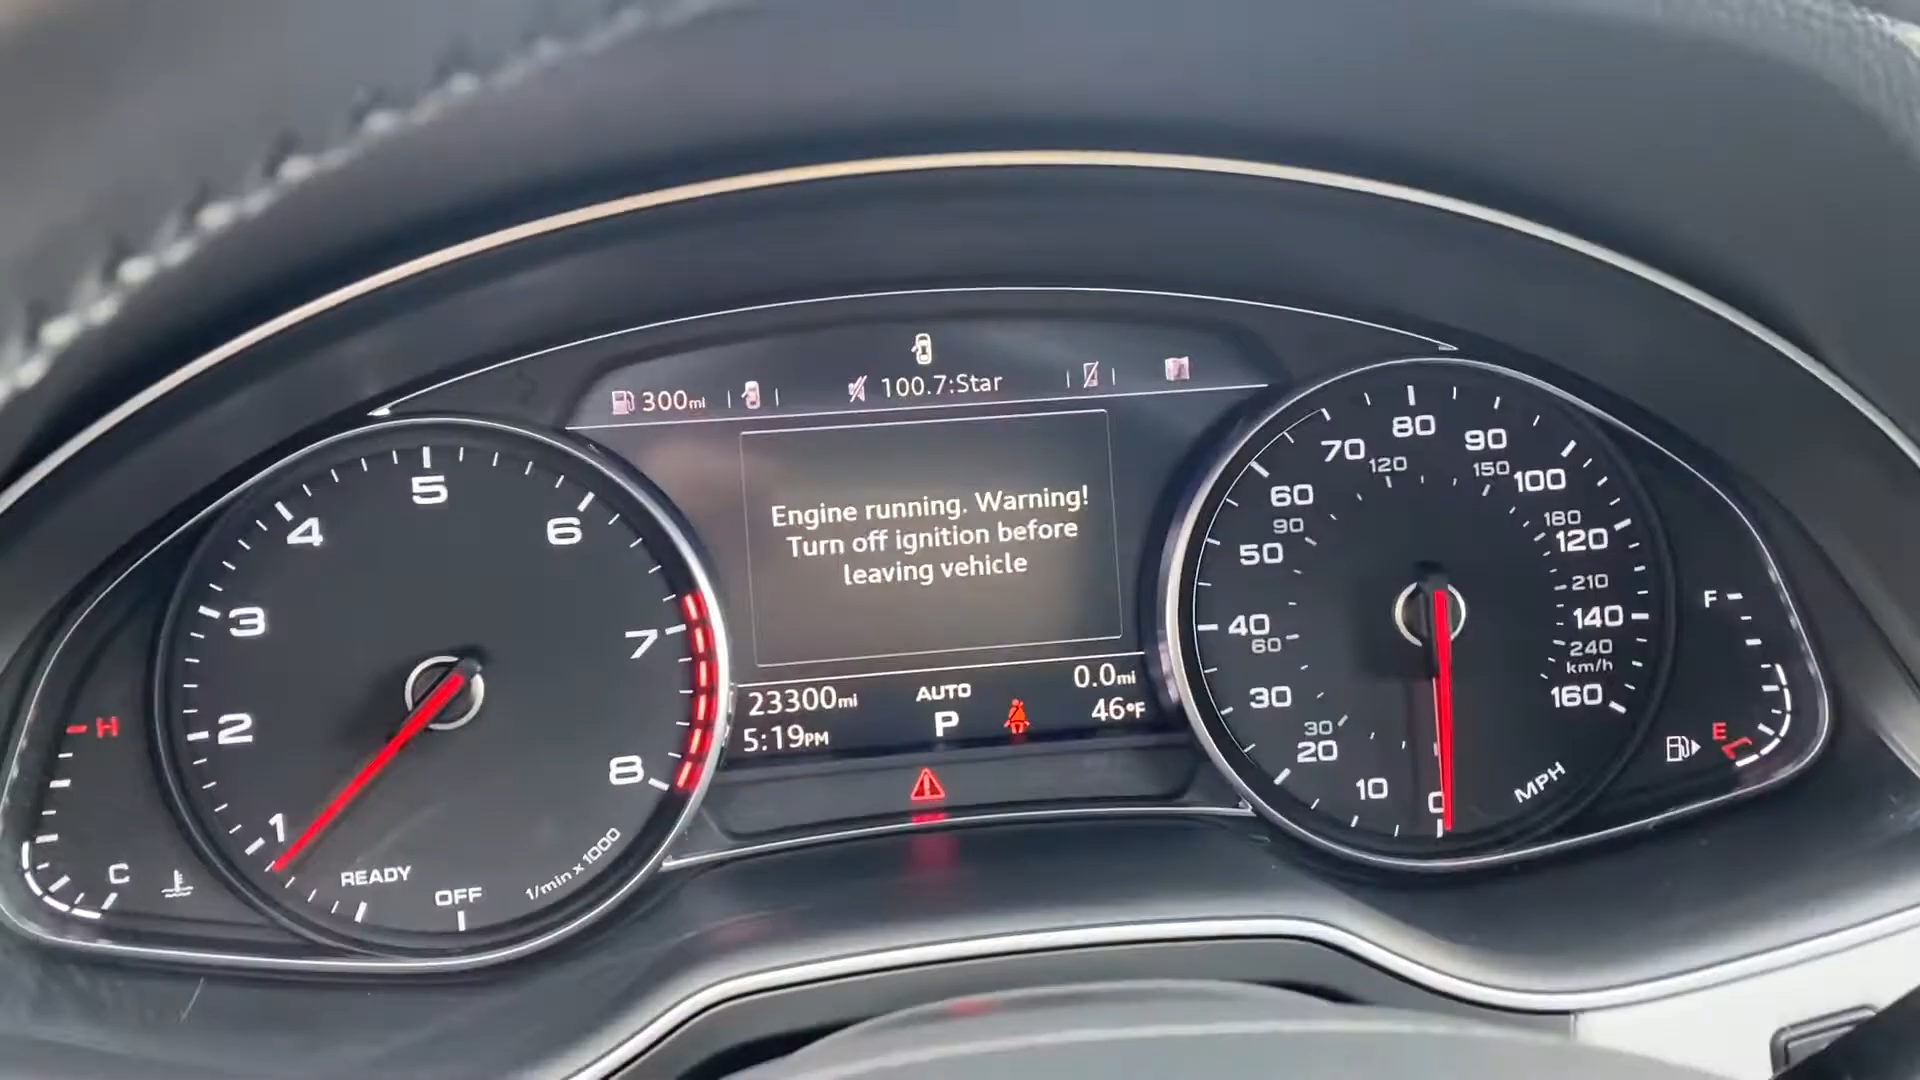 300mi
100.7:Star
Engine running. Warning!
Turn off ignition before
leaving vehicle
23300mi
AUTO
0.0mi
5:19PM
P
46°F
1
2
3
4
5
6
7
8
READY
OFF
1/min x 1000
H
C
0
10
20
30
40
50
60
70
80
90
100
120
140
160
MPH
30
60
90
120
150
180
210
240
km/h
F
E